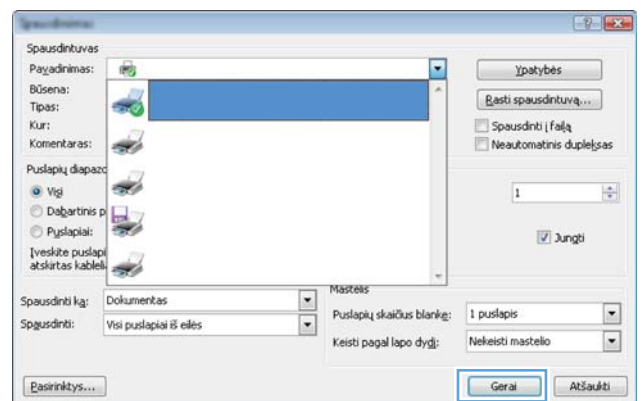 Spausdinimas
Spausdintuvas
Pavadinimas:
Ypatybės
Būsena:
Tipas:
Rasti spausdintuvą...
Kur:
Spausdinti į failą
Komentaras:
Neautomatinis dupleksas
Puslapių diapazo
Visi
1
Dabartinis p
Puslapiai:
Jungti
Įveskite puslapi
atskirtas kableli
Mastelis
Spausdinti ką: Dokumentas
Puslapių skaičius blanke: 1 puslapis
Spausdinti: Visi puslapiai iš eilės
Keisti pagal lapo dydį: Nekeisti mastelio
Pasirinktys...
Gerai
Atšaukti